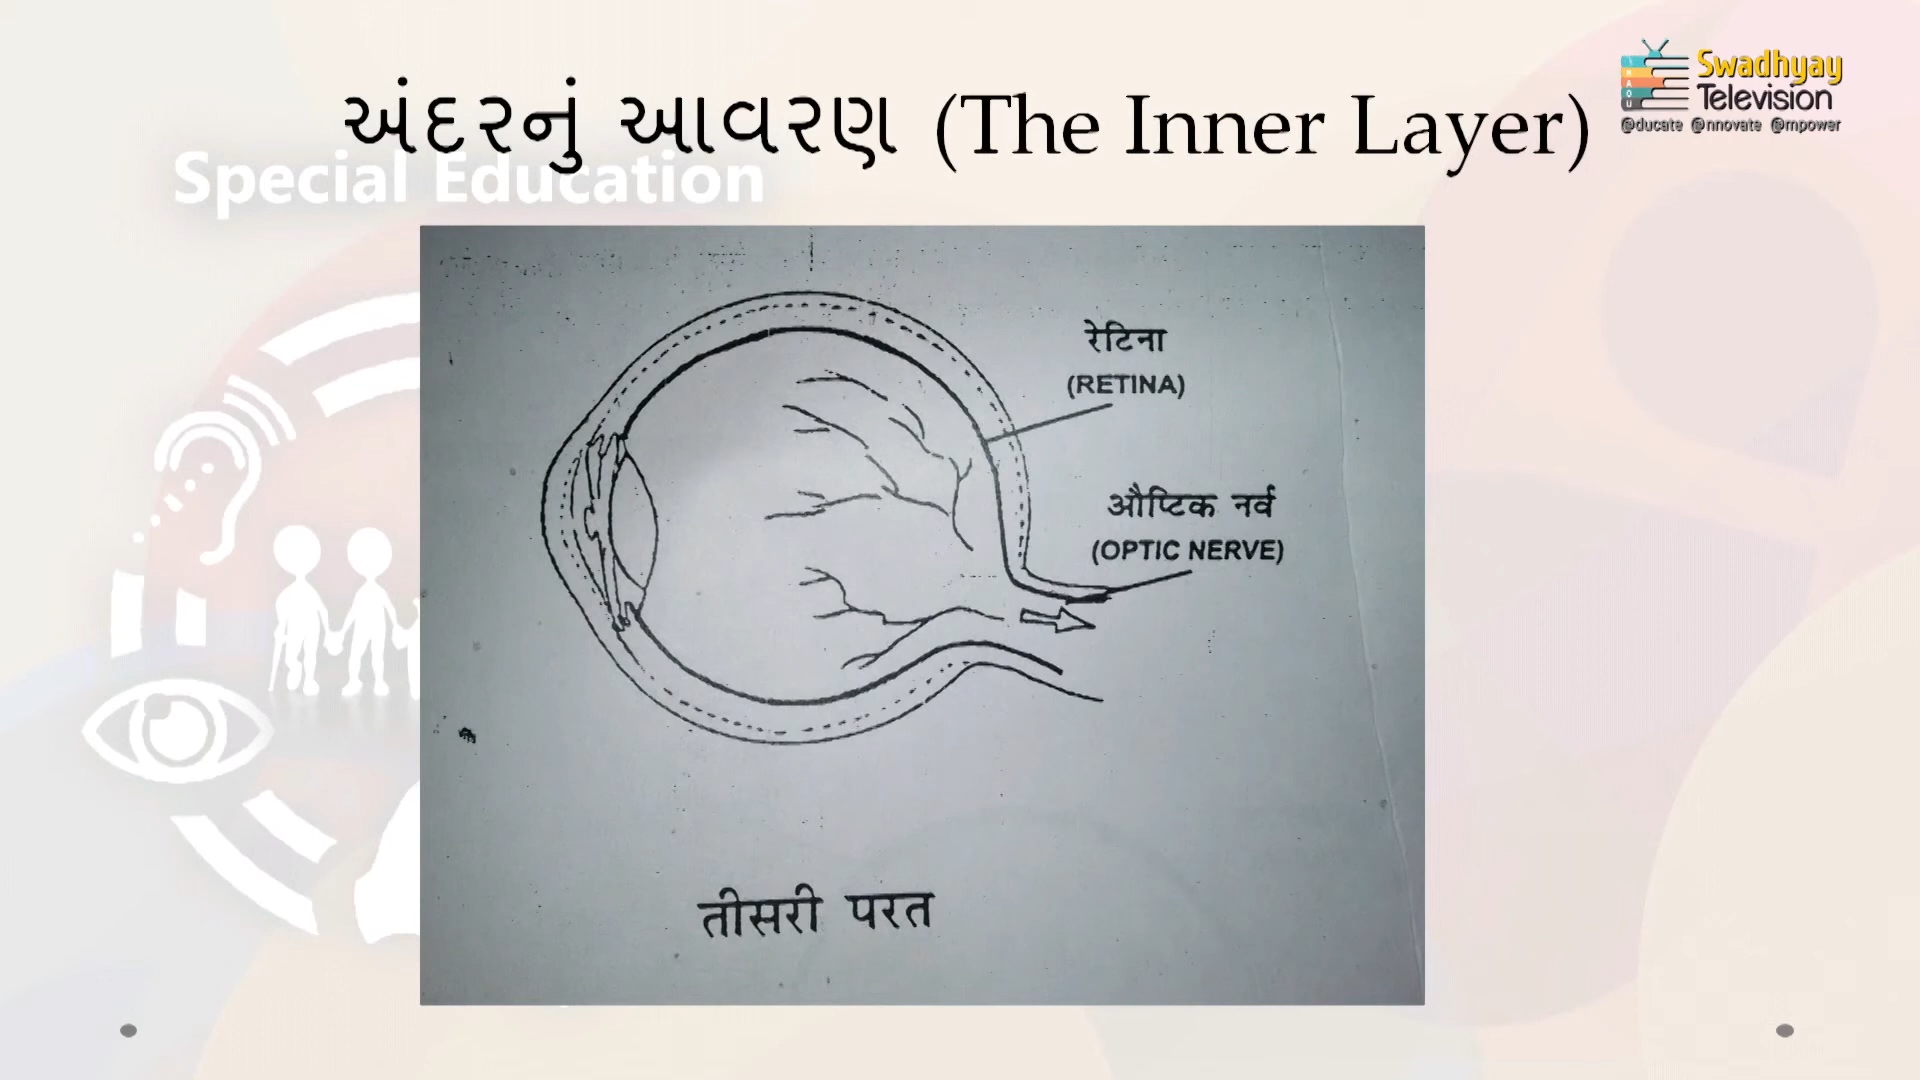 અંદરનું આવરણ (The Inner Layer)
Swadhyay
Television
@ducate @nnovate @mpower
Special Education
रेटिना
(RETINA)
औप्टिक नर्व
(OPTIC NERVE)
तीसरी परत